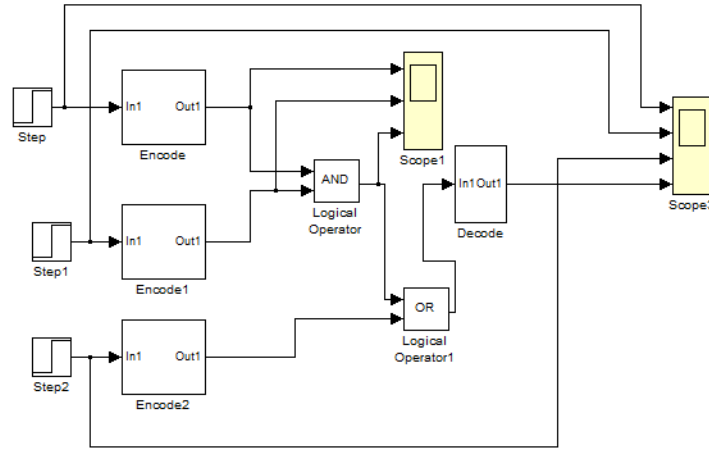 Step
In1
Out1
Encode
Scope1
AND
Logical
Operator
In1
Out1
Decode
Scope3
Step1
In1
Out1
Encode1
OR
Logical
Operator1
Step2
In1
Out1
Encode2